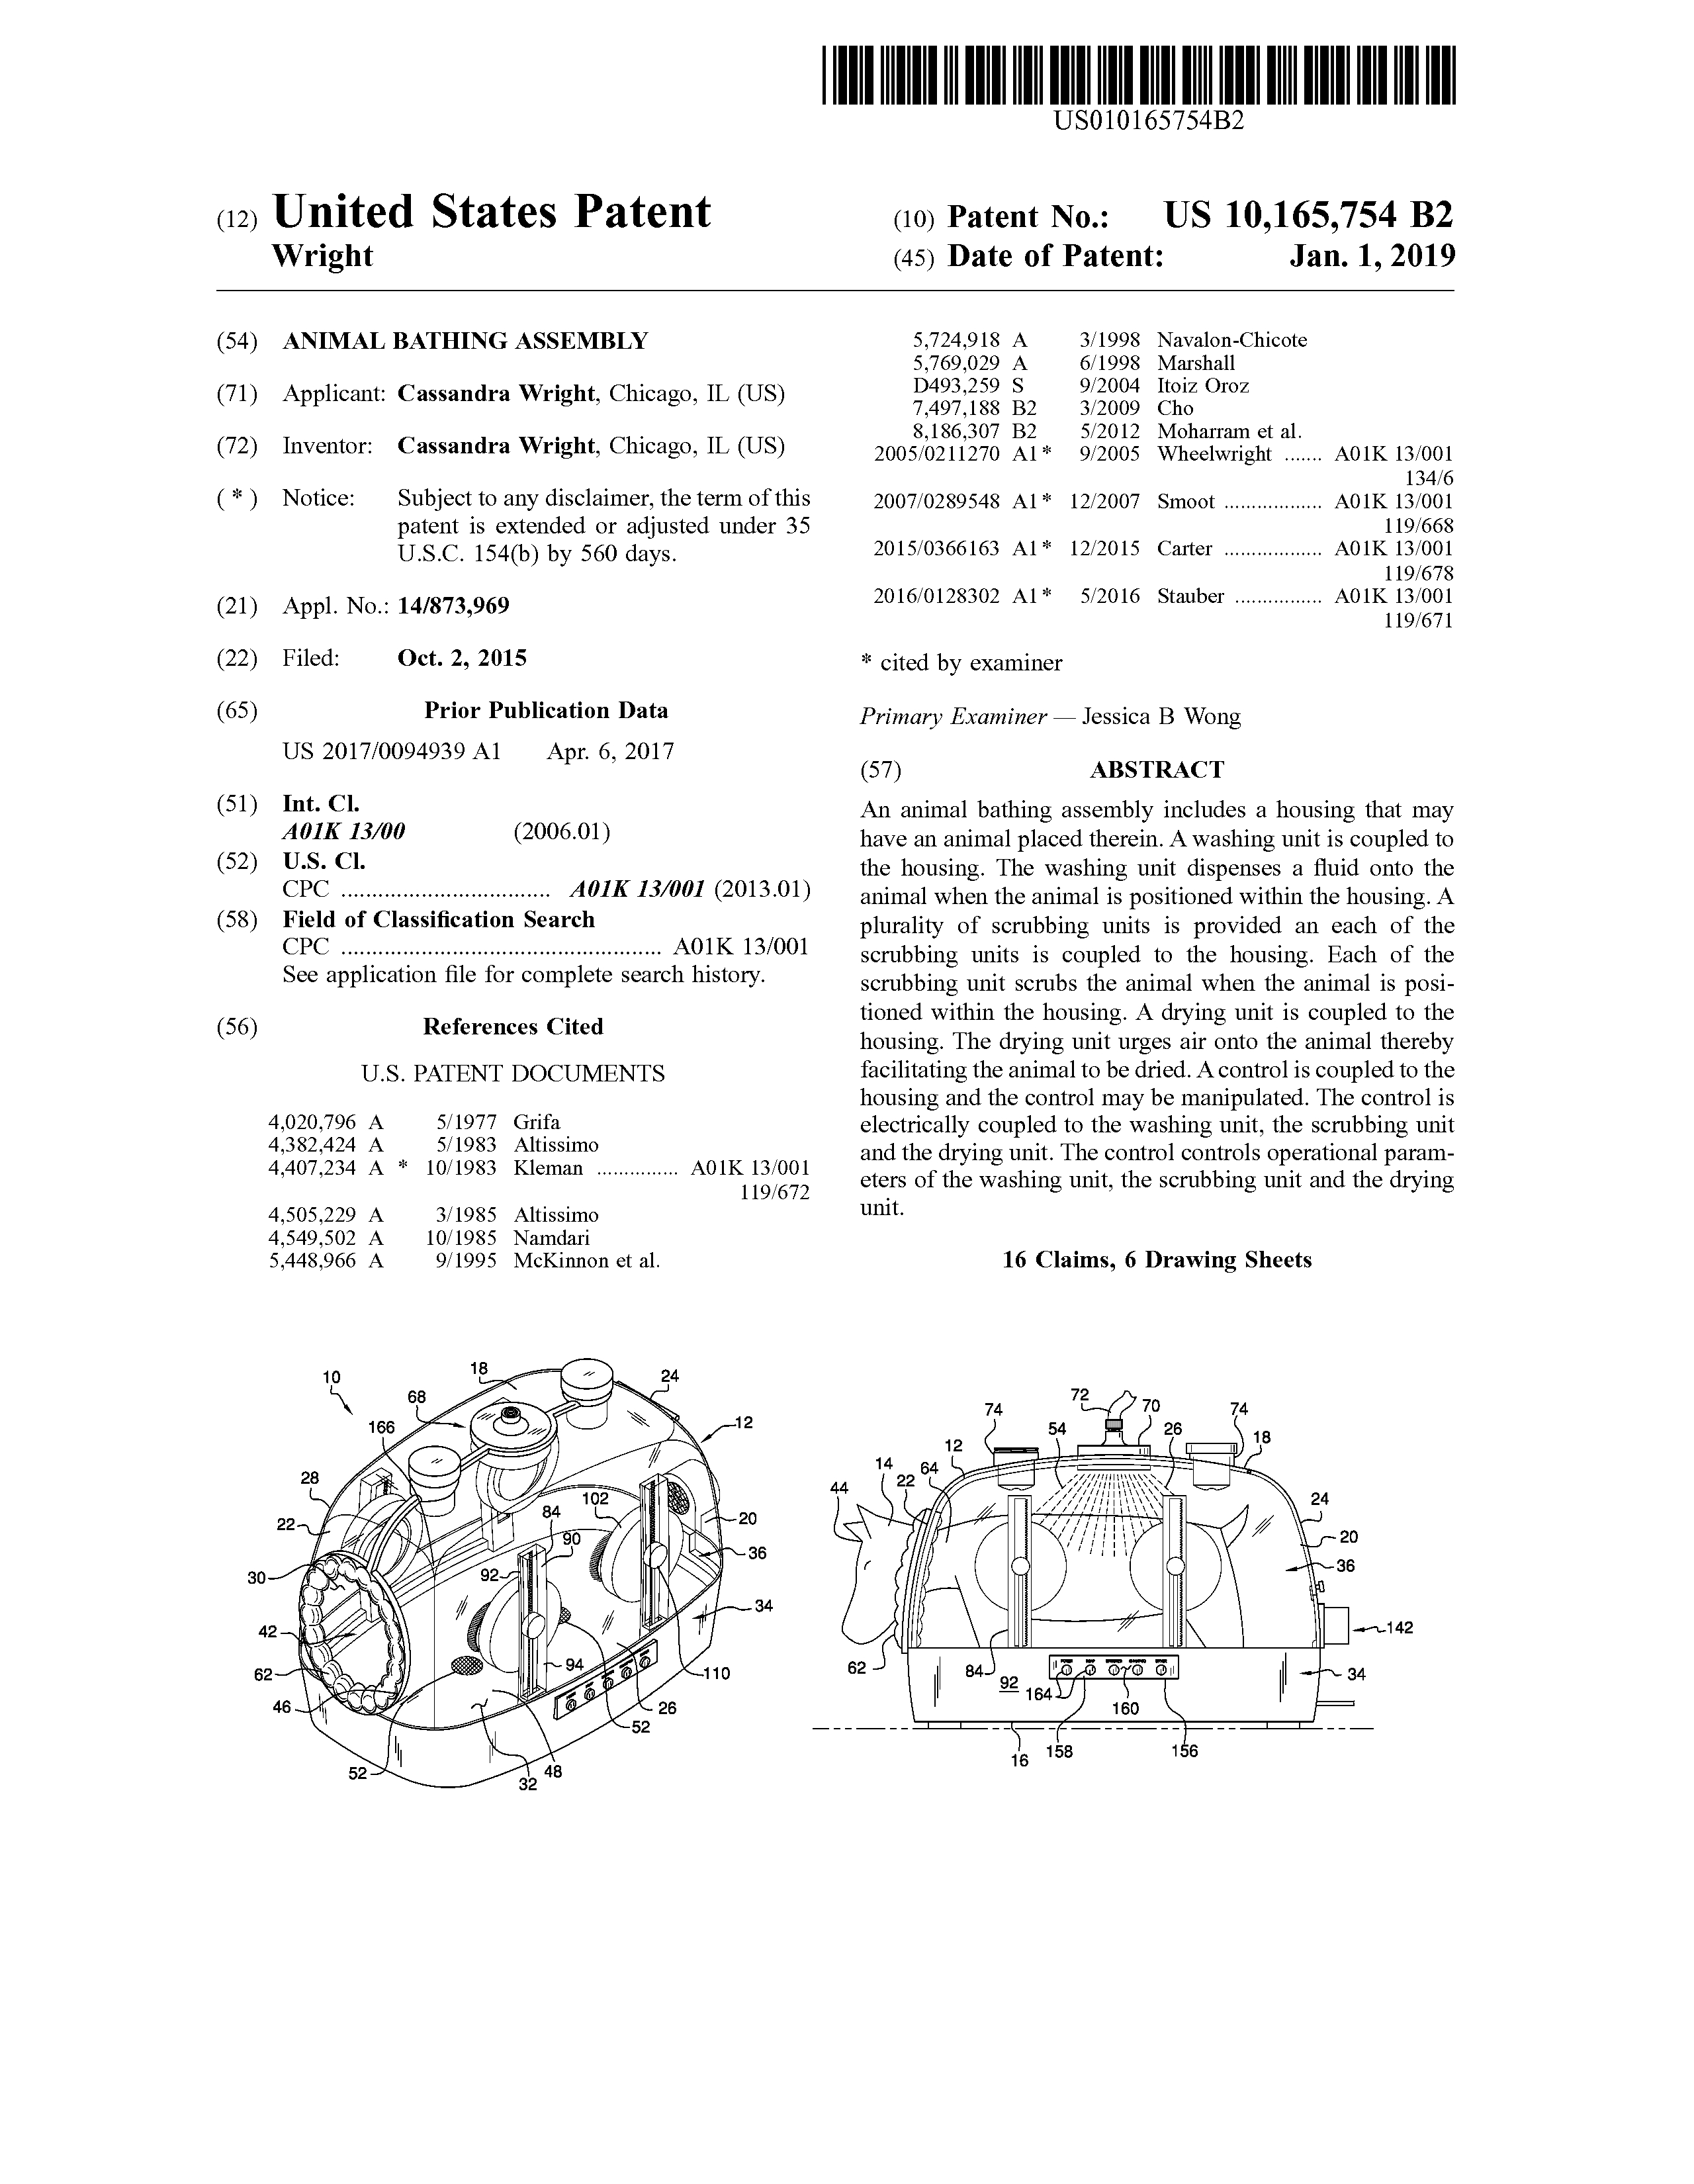 US010165754B2
(12) United States Patent
Wright
(10) Patent No.: US 10,165,754 B2
(45) Date of Patent: Jan. 1, 2019
(54) ANIMAL BATHING ASSEMBLY
(71) Applicant: Cassandra Wright, Chicago, IL (US)
(72) Inventor: Cassandra Wright, Chicago, IL (US)
( * ) Notice: Subject to any disclaimer, the term of this
patent is extended or adjusted under 35
U.S.C. 154(b) by 560 days.
(21) Appl. No.: 14/873,969
(22) Filed: Oct. 2, 2015
(65) Prior Publication Data
US 2017/0094939 A1 Apr. 6, 2017
(51) Int. Cl.
A01K 13/00 (2006.01)
(52) U.S. Cl.
CPC .................................. A01K 13/001 (2013.01)
(58) Field of Classification Search
CPC .................................................... A01K 13/001
See application file for complete search history.
(56) References Cited
U.S. PATENT DOCUMENTS
4,020,796 A 5/1977 Grifa
4,382,424 A 5/1983 Altissimo
4,407,234 A * 10/1983 Kleman ............... A01K 13/001
119/672
4,505,229 A 3/1985 Altissimo
4,549,502 A 10/1985 Namdari
5,448,966 A 9/1995 McKinnon et al.
5,724,918 A 3/1998 Navalon-Chicote
5,769,029 A 6/1998 Marshall
D493,259 S 9/2004 Itoiz Oroz
7,497,188 B2 3/2009 Cho
8,186,307 B2 5/2012 Moharram et al.
2005/0211270 A1* 9/2005 Wheelwright ....... A01K 13/001
134/6
2007/0289548 A1* 12/2007 Smoot .................. A01K 13/001
119/668
2015/0366163 A1* 12/2015 Carter .................. A01K 13/001
119/678
2016/0128302 A1* 5/2016 Stauber ................ A01K 13/001
119/671
* cited by examiner
Primary Examiner — Jessica B Wong
(57) ABSTRACT
An animal bathing assembly includes a housing that may
have an animal placed therein. A washing unit is coupled to
the housing. The washing unit dispenses a fluid onto the
animal when the animal is positioned within the housing. A
plurality of scrubbing units is provided an each of the
scrubbing units is coupled to the housing. Each of the
scrubbing unit scrubs the animal when the animal is posi-
tioned within the housing. A drying unit is coupled to the
housing. The drying unit urges air onto the animal thereby
facilitating the animal to be dried. A control is coupled to the
housing and the control may be manipulated. The control is
electrically coupled to the washing unit, the scrubbing unit
and the drying unit. The control controls operational param-
eters of the washing unit, the scrubbing unit and the drying
unit.
16 Claims, 6 Drawing Sheets
10
18
24
68
12
166
28
102
84
22
20
90
36
92
30
34
42
94
62
110
46
26
52
52
48
32
72
70
74
74
54
26
18
12
14
64
22
44
24
20
36
142
62
84
34
92
164
160
158
156
16